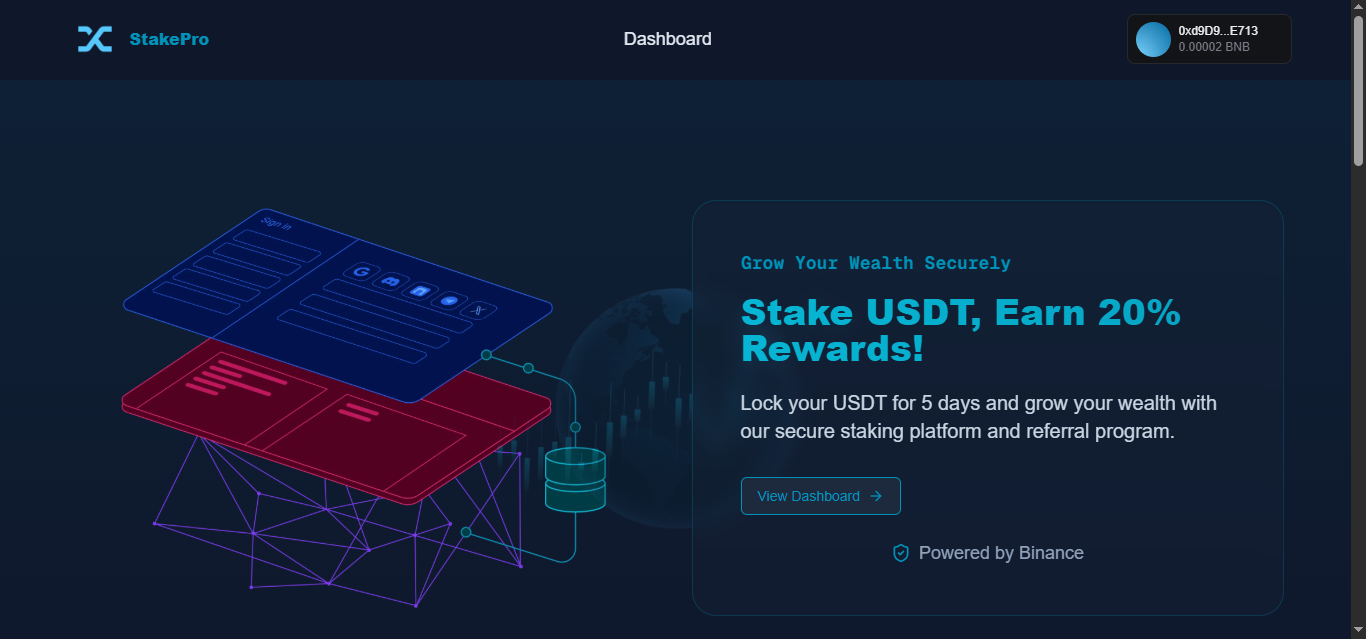 StakePro
Dashboard
0xd9D9...E713
0.00002 BNB
Sign in
G
Grow Your Wealth Securely
Stake USDT, Earn 20%
Rewards!
Lock your USDT for 5 days and grow your wealth with
our secure staking platform and referral program.
View Dashboard
Powered by Binance